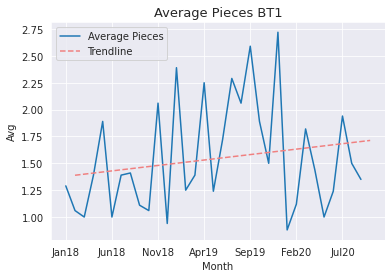 Average Pieces BT1
Average Pieces
Trendline
2.75
2.50
2.25
2.00
1.75
1.50
1.25
1.00
Avg
Jan18 Jun18 Nov18 Apr19 Sep19 Feb20 Jul20
Month